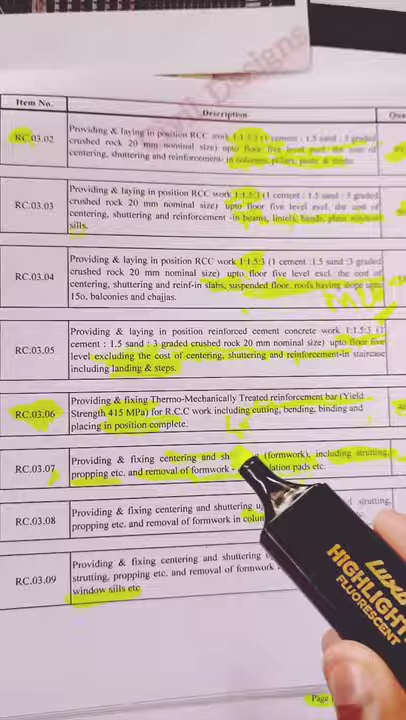 Designs
Item No.
Description
Qua
RC.03.02
Providing & laying in position RCC work 1:1.5:3 (1 cement : 1.5 sand : 3 graded
crushed rock 20 mm nominal size) upto floor five level excl. the cost of
centering, shuttering and reinforcement- in columns, pillars, posts &
RC.03.03
Providing & laying in position RCC work 1:1.5:3 (1 cement : 1.5 sand : 3 graded
crushed rock 20 mm nominal size) upto floor five level excl. the cost of
centering, shuttering and reinforcement -in beams, lintels, bands, plain window
sills.
RC.03.04
Providing & laying in position RCC work 1:1.5:3 (1 cement :1.5 sand :3 graded
crushed rock 20 mm nominal size) upto floor five level excl. the cost of
centering, shuttering and reinf-in slabs, suspended floor, roofs having slope upto
15o, balconies and chajjas.
RC.03.05
Providing & laying in position reinforced cement concrete work 1:1.5:3 (1
cement : 1.5 sand : 3 graded crushed rock 20 mm nominal size) upto floor five
level excluding the cost of centering, shuttering and reinforcement-in staircase
including landing & steps.
RC.03.06
Providing & fixing Thermo-Mechanically Treated reinforcement bar (Yield
Strength 415 MPa) for R.C.C work including cutting, bending, binding and
placing in position complete.
RC.03.07
Providing & fixing centering and sh (formwork), including strutting,
propping etc. and removal of formwork - lation pads etc.
RC.03.08
Providing & fixing centering and shuttering strutting,
propping etc. and removal of formwork in colum
RC.03.09
Providing & fixing centering and shuttering
strutting, propping etc. and removal of formwork
window sills etc.
HIGHLIGHT
FLUORESCENT
Page